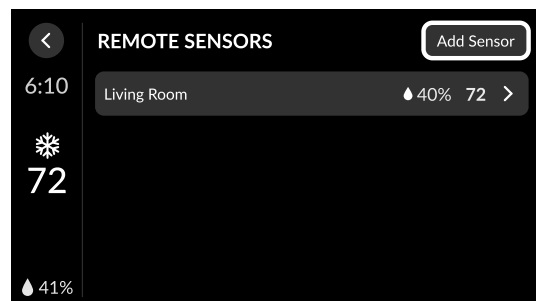 REMOTE SENSORS
Add Sensor
6:10
Living Room 40% 72
72
41%